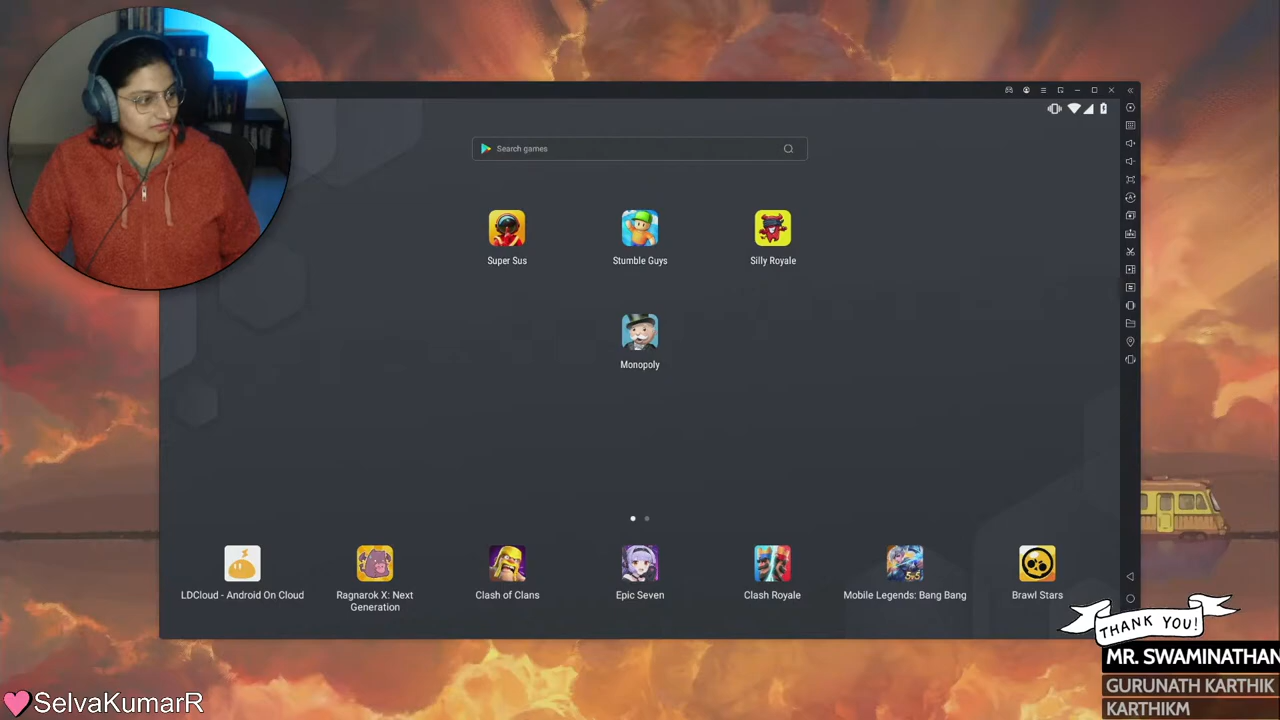 Search games
Super Sus
Stumble Guys
Silly Royale
Monopoly
LDCloud - Android On Cloud
Ragnarok X: Next
Generation
Clash of Clans
Epic Seven
Clash Royale
Mobile Legends: Bang Bang
5v5
Brawl Stars
THANK YOU!
MR. SWAMINATHAN
GURUNATH KARTHIK
KARTHIKM
SelvaKumarR